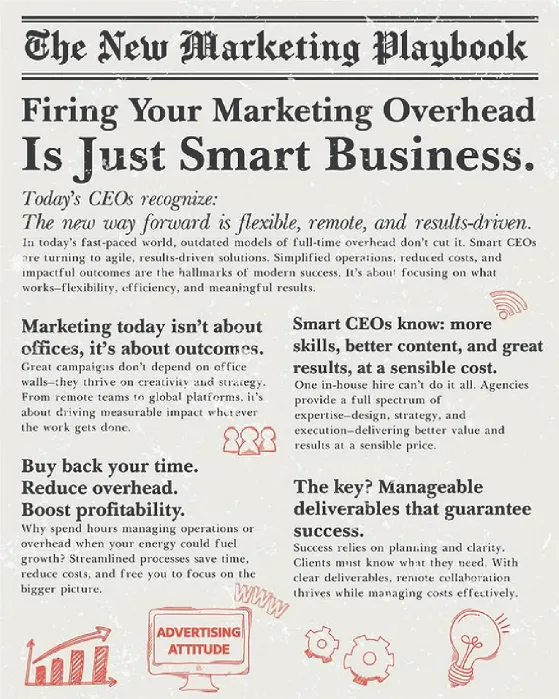 The New Marketing Playbook
Firing Your Marketing Overhead
Is Just Smart Business.
Today's CEOs recognize:
The new way forward is flexible, remote, and results-driven.
In today's fast-paced world, outdated models of full-time overhead don't cut it. Smart CEOs
are turning to agile, results-driven solutions. Simplified operations, reduced costs, and
impactful outcomes are the hallmarks of modern success. It's about focusing on what
works—flexibility, efficiency, and meaningful results.
Marketing today isn't about
offices, it's about outcomes.
Great campaigns don't depend on office
walls—they thrive on creativity and strategy.
From remote teams to global platforms, it's
about driving measurable impact wherever
the work gets done.
Buy back your time.
Reduce overhead.
Boost profitability.
Why spend hours managing operations or
overhead when your energy could fuel
growth? Streamlined processes save time,
reduce costs, and free you to focus on the
bigger picture.
Smart CEOs know: more
skills, better content, and great
results, at a sensible cost.
One in-house hire can't do it all. Agencies
provide a full spectrum of
expertise—design, strategy, and
execution—delivering better value and
results at a sensible price.
The key? Manageable
deliverables that guarantee
success.
Success relies on planning and clarity.
Clients must know what they need. With
clear deliverables, remote collaboration
thrives while managing costs effectively.
WWW
ADVERTISING
ATTITUDE